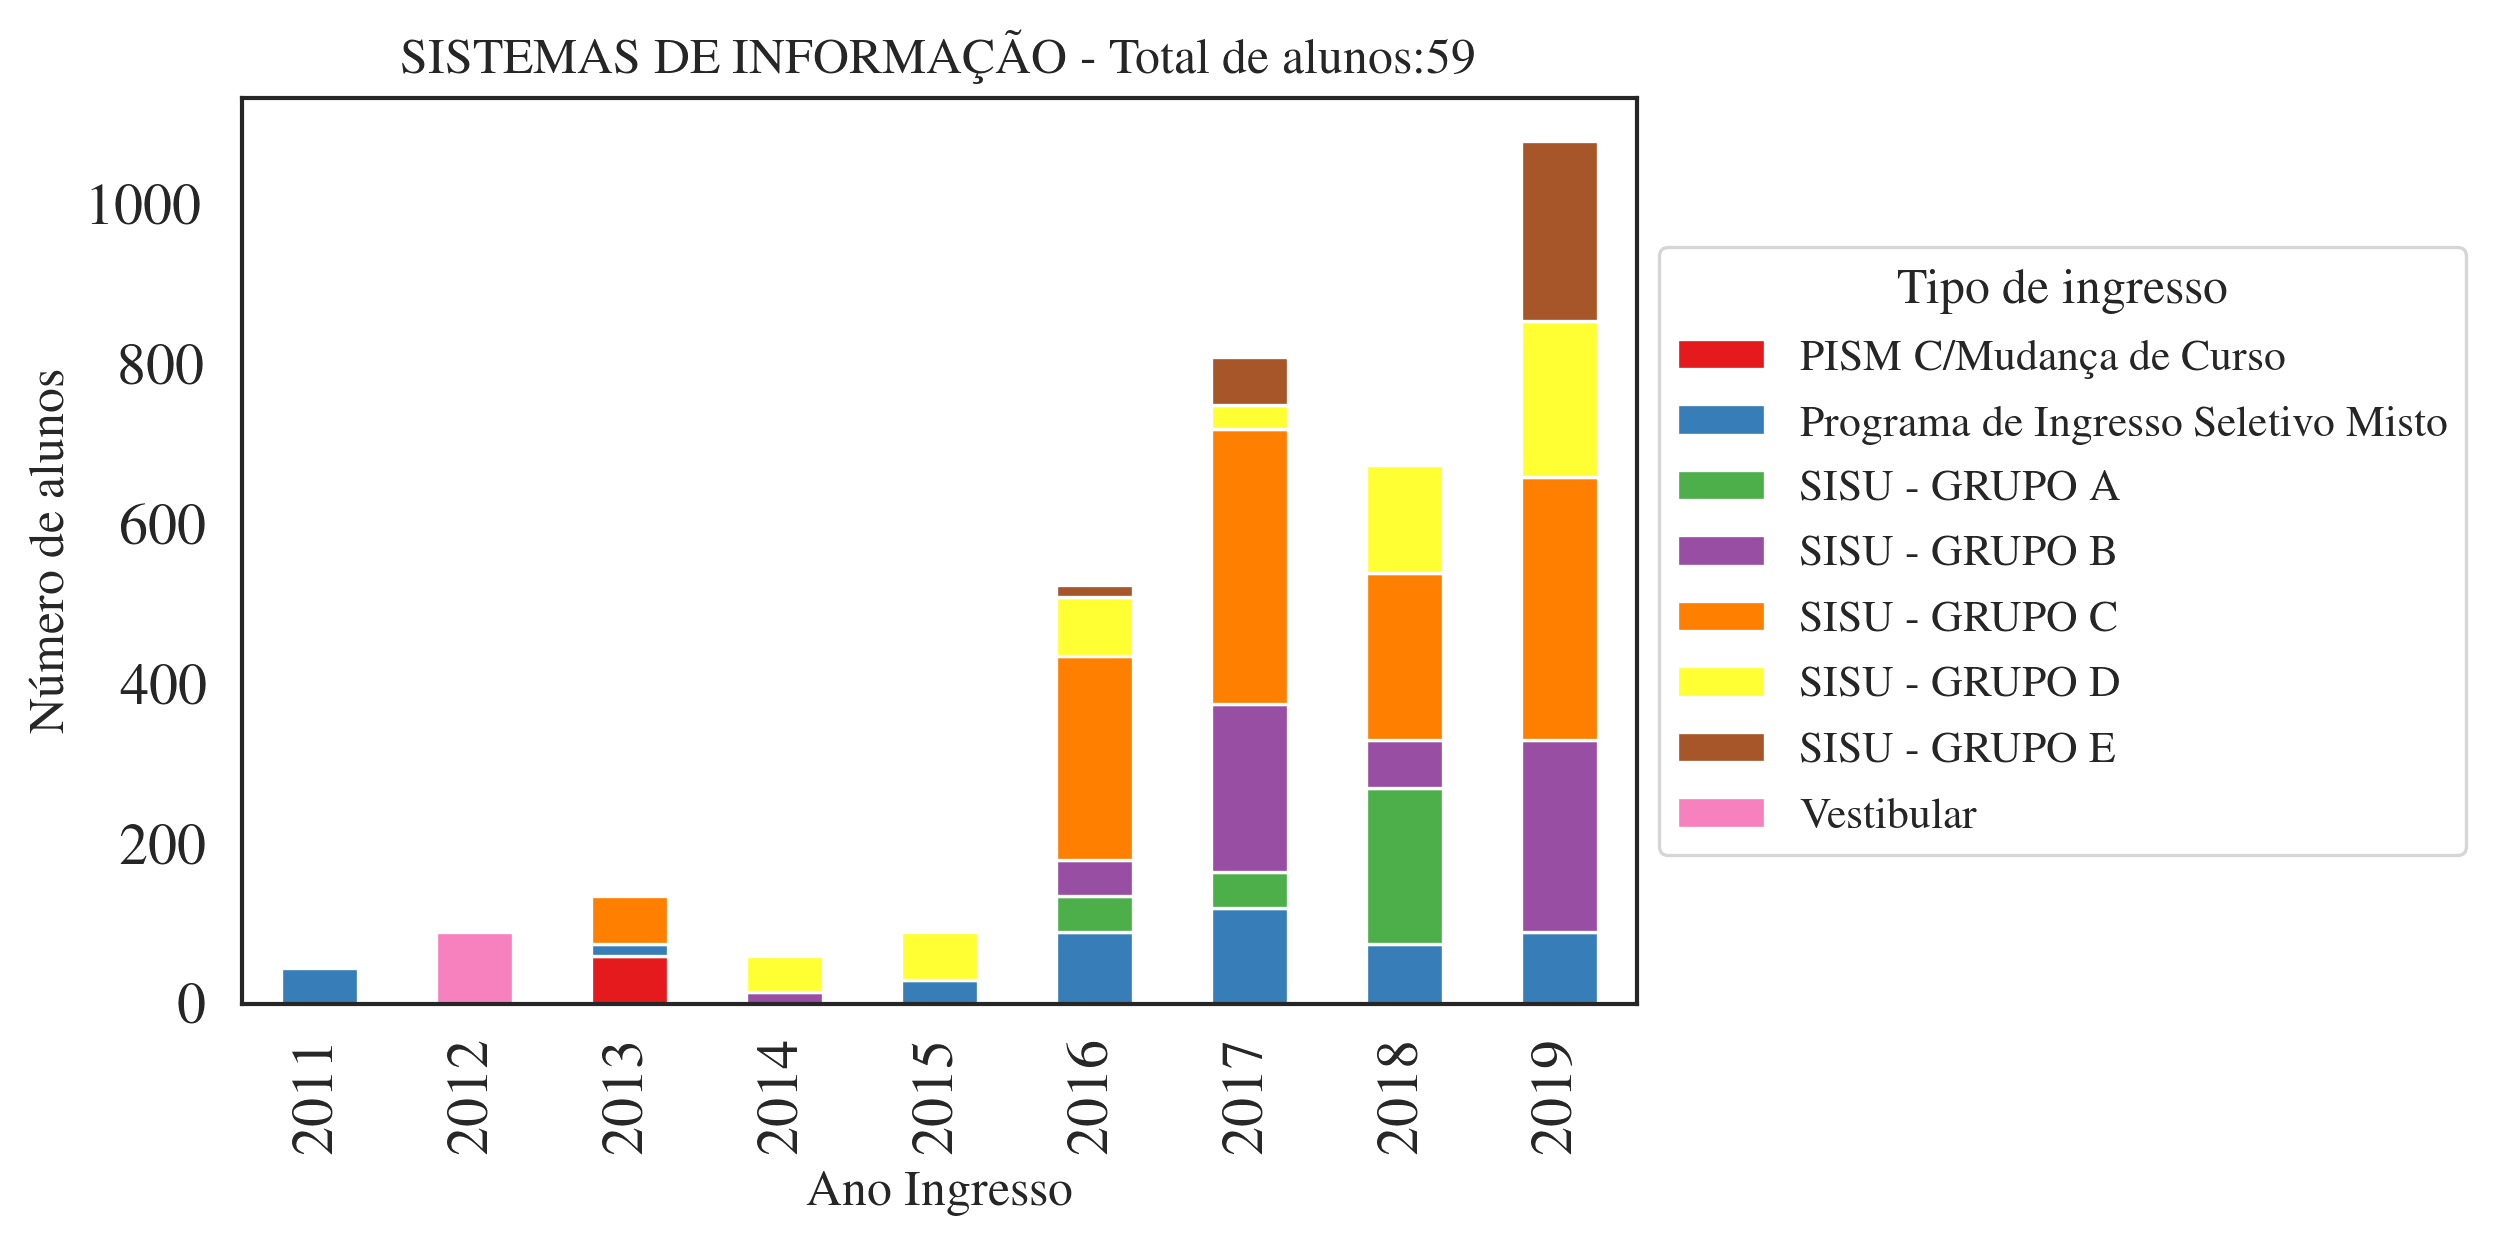 SISTEMAS DE INFORMAÇÃO - Total de alunos:59
Número de alunos
1000
800
600
400
200
0
2011 2012 2013 2014 2015 2016 2017 2018 2019
Ano Ingresso
Tipo de ingresso
PISM C/Mudança de Curso
Programa de Ingresso Seletivo Misto
SISU - GRUPO A
SISU - GRUPO B
SISU - GRUPO C
SISU - GRUPO D
SISU - GRUPO E
Vestibular